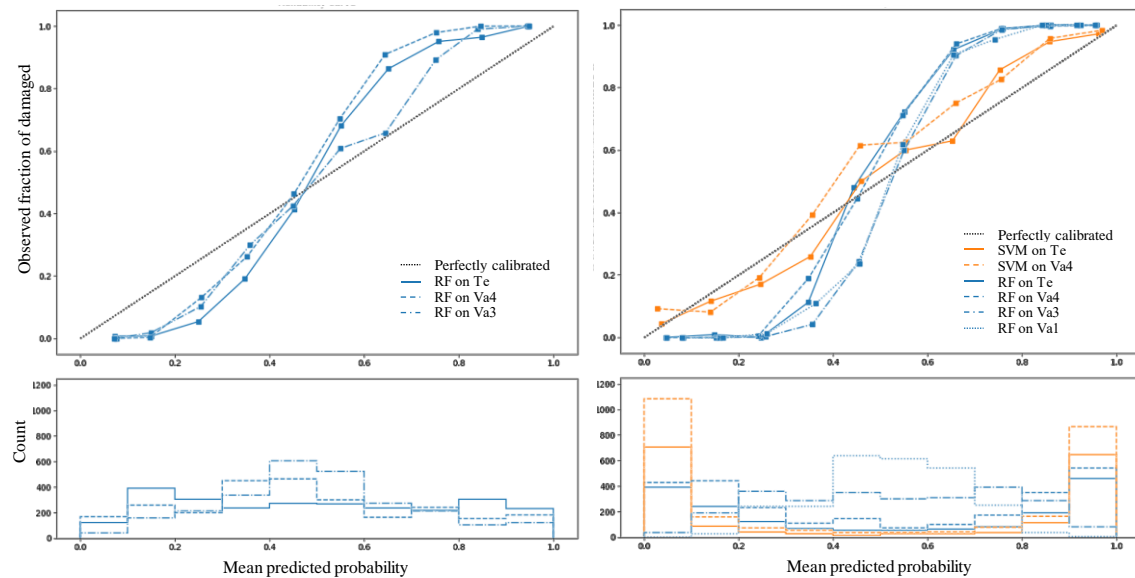 1.0
0.8
0.6
0.4
0.2
0.0
Observed fraction of damaged
Perfectly calibrated
RF on Te
RF on Va4
RF on Va3
0.0 0.2 0.4 0.6 0.8 1.0
1.0
0.8
0.6
0.4
0.2
0.0
Perfectly calibrated
SVM on Te
SVM on Va4
RF on Te
RF on Va4
RF on Va3
RF on Va1
0.0 0.2 0.4 0.6 0.8 1.0
1200
1000
800
600
400
200
0
Count
0.0 0.2 0.4 0.6 0.8 1.0
Mean predicted probability
1200
1000
800
600
400
200
0
0.0 0.2 0.4 0.6 0.8 1.0
Mean predicted probability